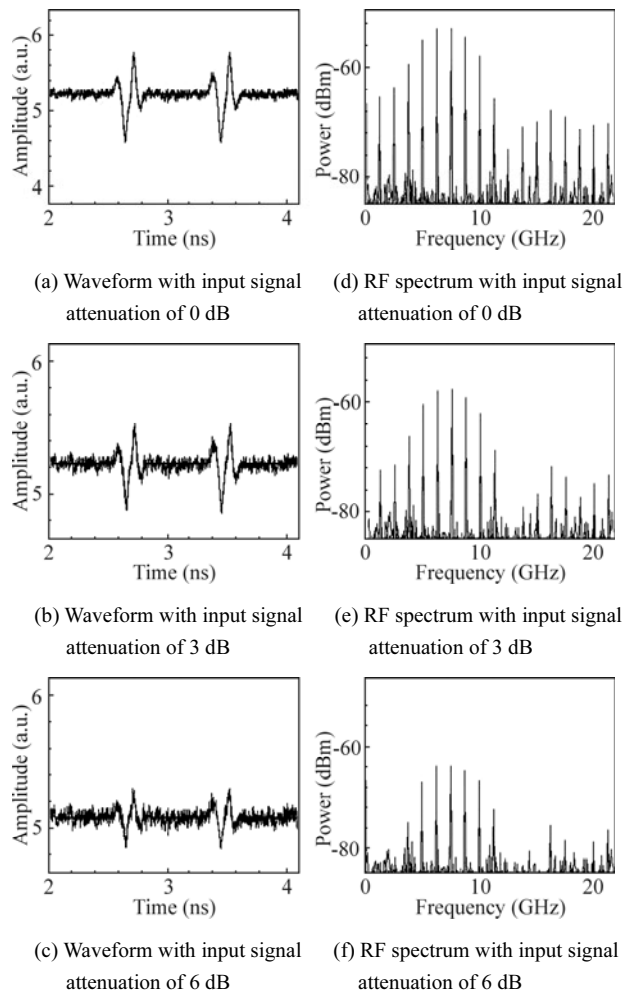 Amplitude (a.u.)
6
5
4
2
3
4
Time (ns)
(a) Waveform with input signal
attenuation of 0 dB
Power (dBm)
-60
-80
0
10
20
Frequency (GHz)
(d) RF spectrum with input signal
attenuation of 0 dB
Amplitude (a.u.)
6
5
2
3
4
Time (ns)
(b) Waveform with input signal
attenuation of 3 dB
Power (dBm)
-60
-80
0
10
20
Frequency (GHz)
(e) RF spectrum with input signal
attenuation of 3 dB
Amplitude (a.u.)
6
5
2
3
4
Time (ns)
(c) Waveform with input signal
attenuation of 6 dB
Power (dBm)
-60
-80
0
10
20
Frequency (GHz)
(f) RF spectrum with input signal
attenuation of 6 dB